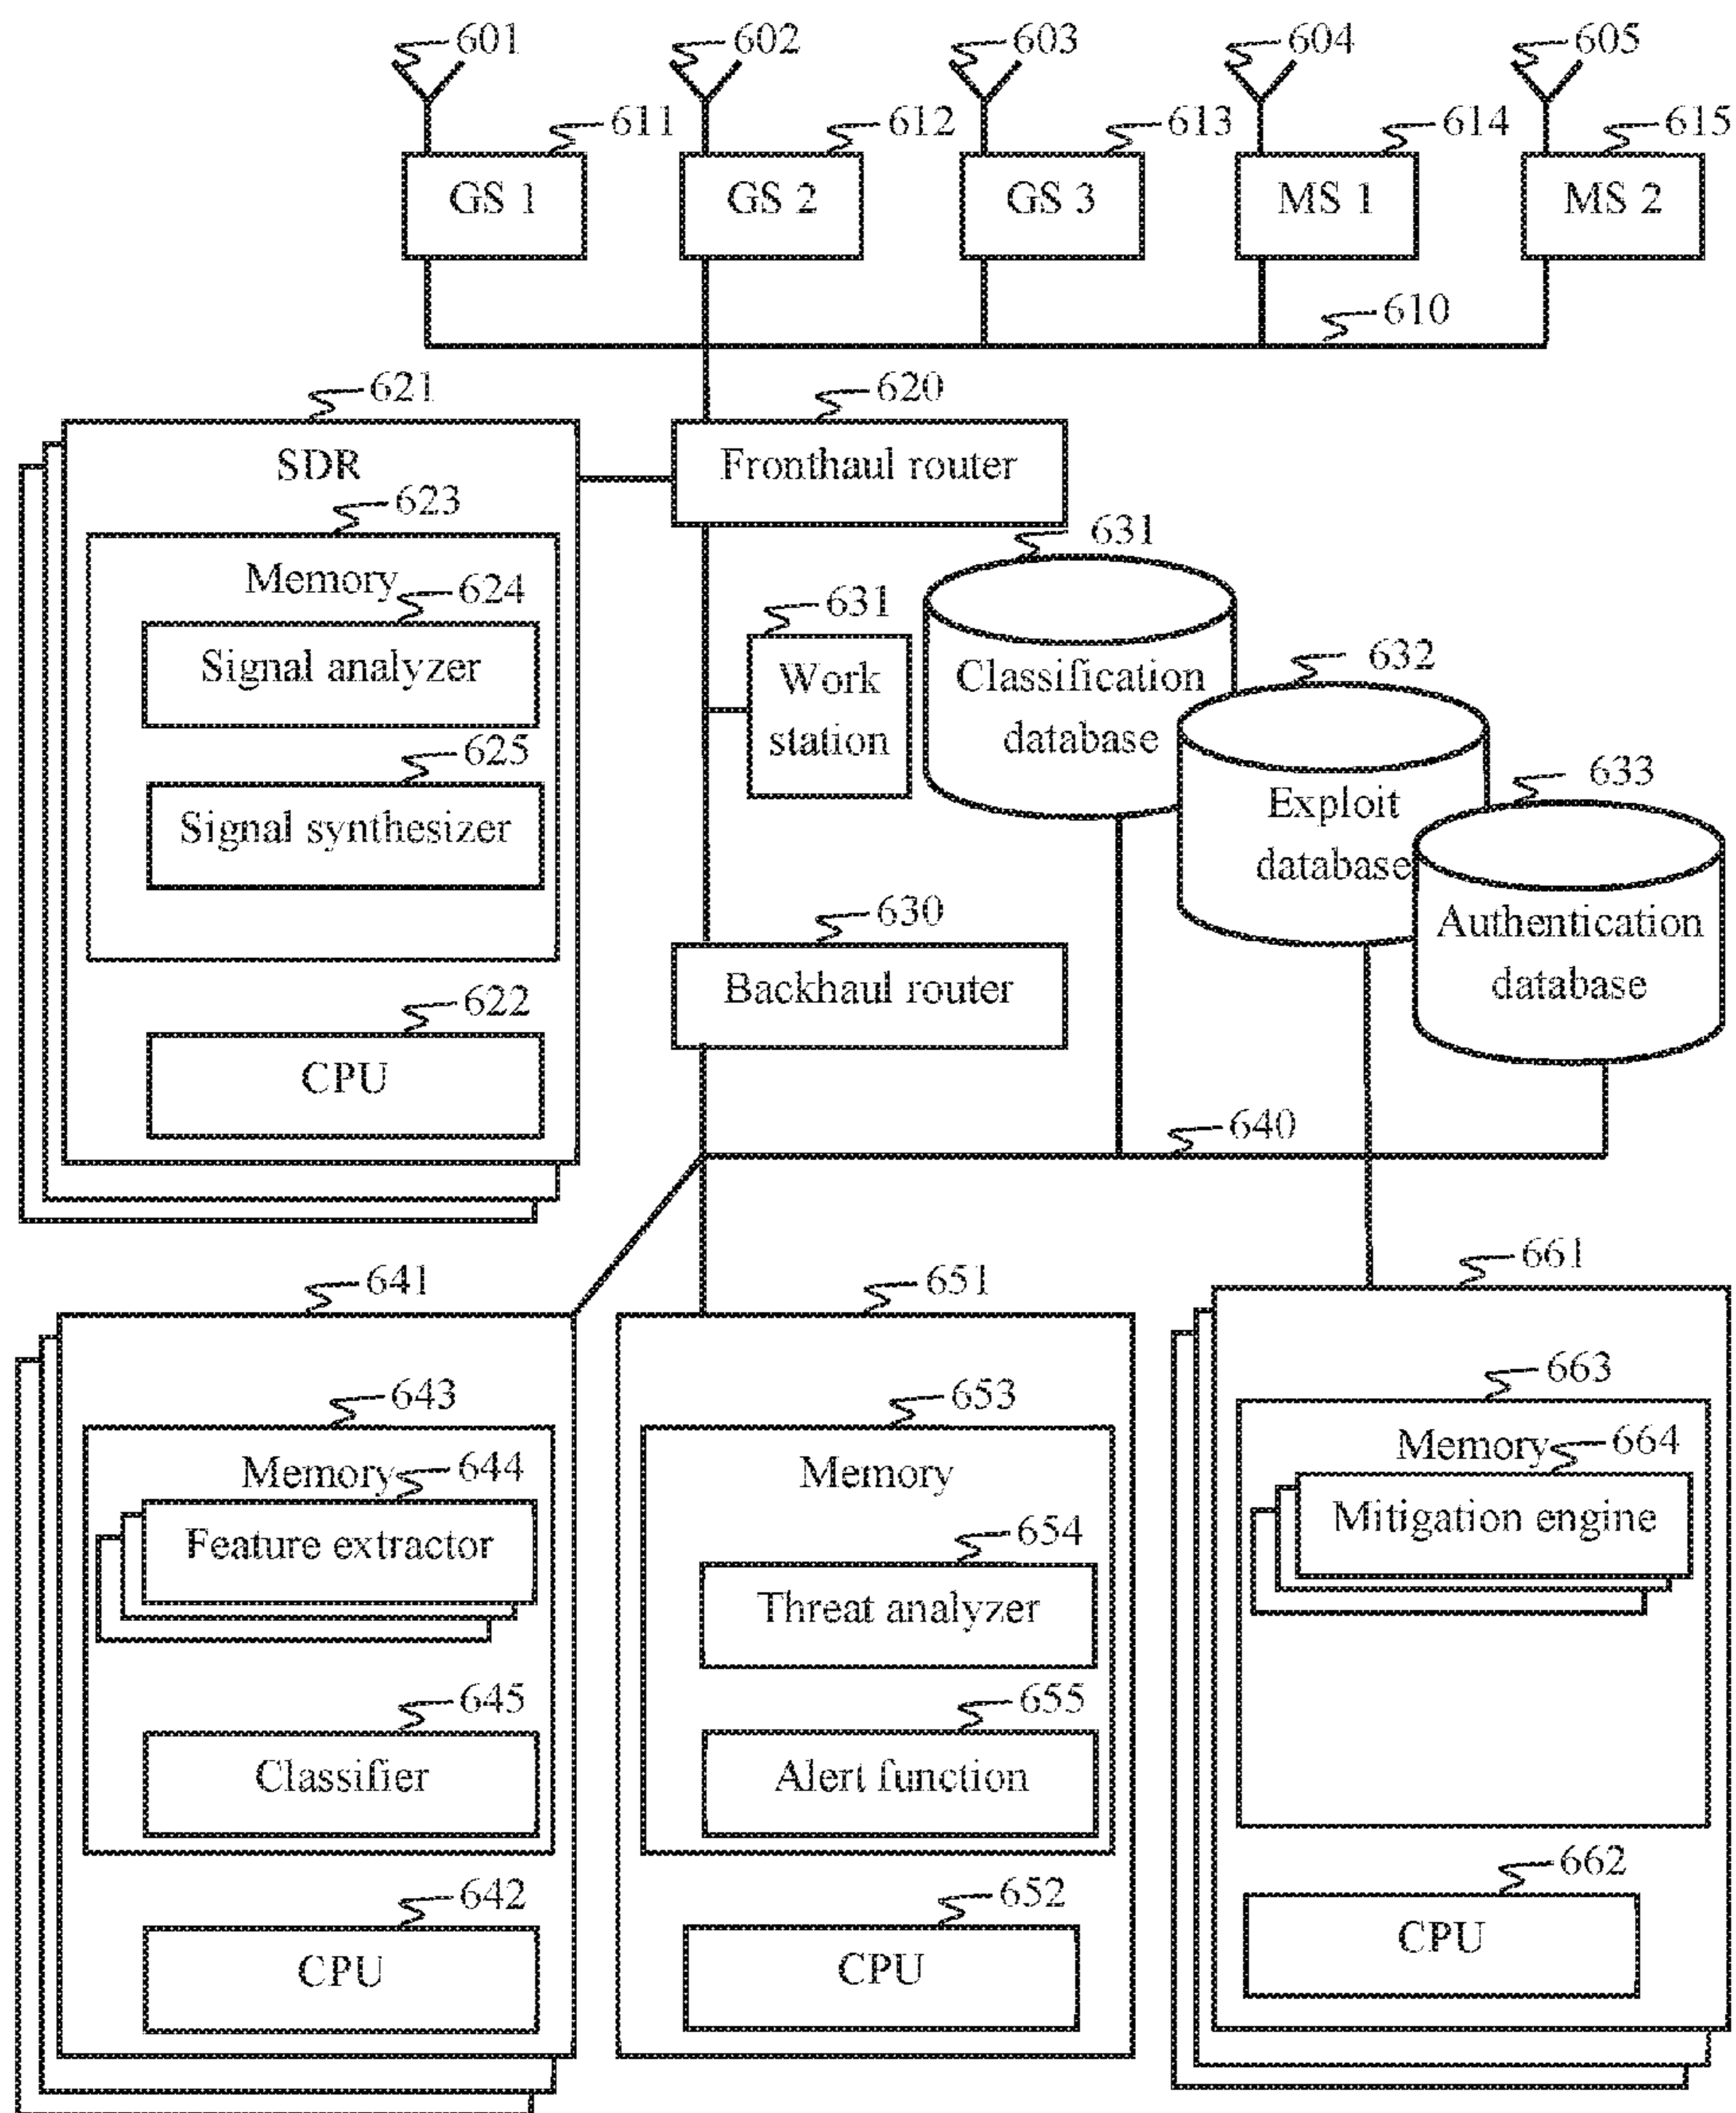 601
602
603
604
605
611
612
613
614
615
GS 1
GS 2
GS 3
MS 1
MS 2
610
621
620
SDR
Fronthaul router
623
631
Memory
624
631
Signal analyzer
Work
station
Classification
database
632
625
Signal synthesizer
Exploit
database
633
630
Backhaul router
Authentication
database
622
CPU
640
641
651
661
643
653
663
Memory
644
Memory
Memory
664
Feature extractor
654
Mitigation engine
Threat analyzer
645
655
Classifier
Alert function
642
652
662
CPU
CPU
CPU